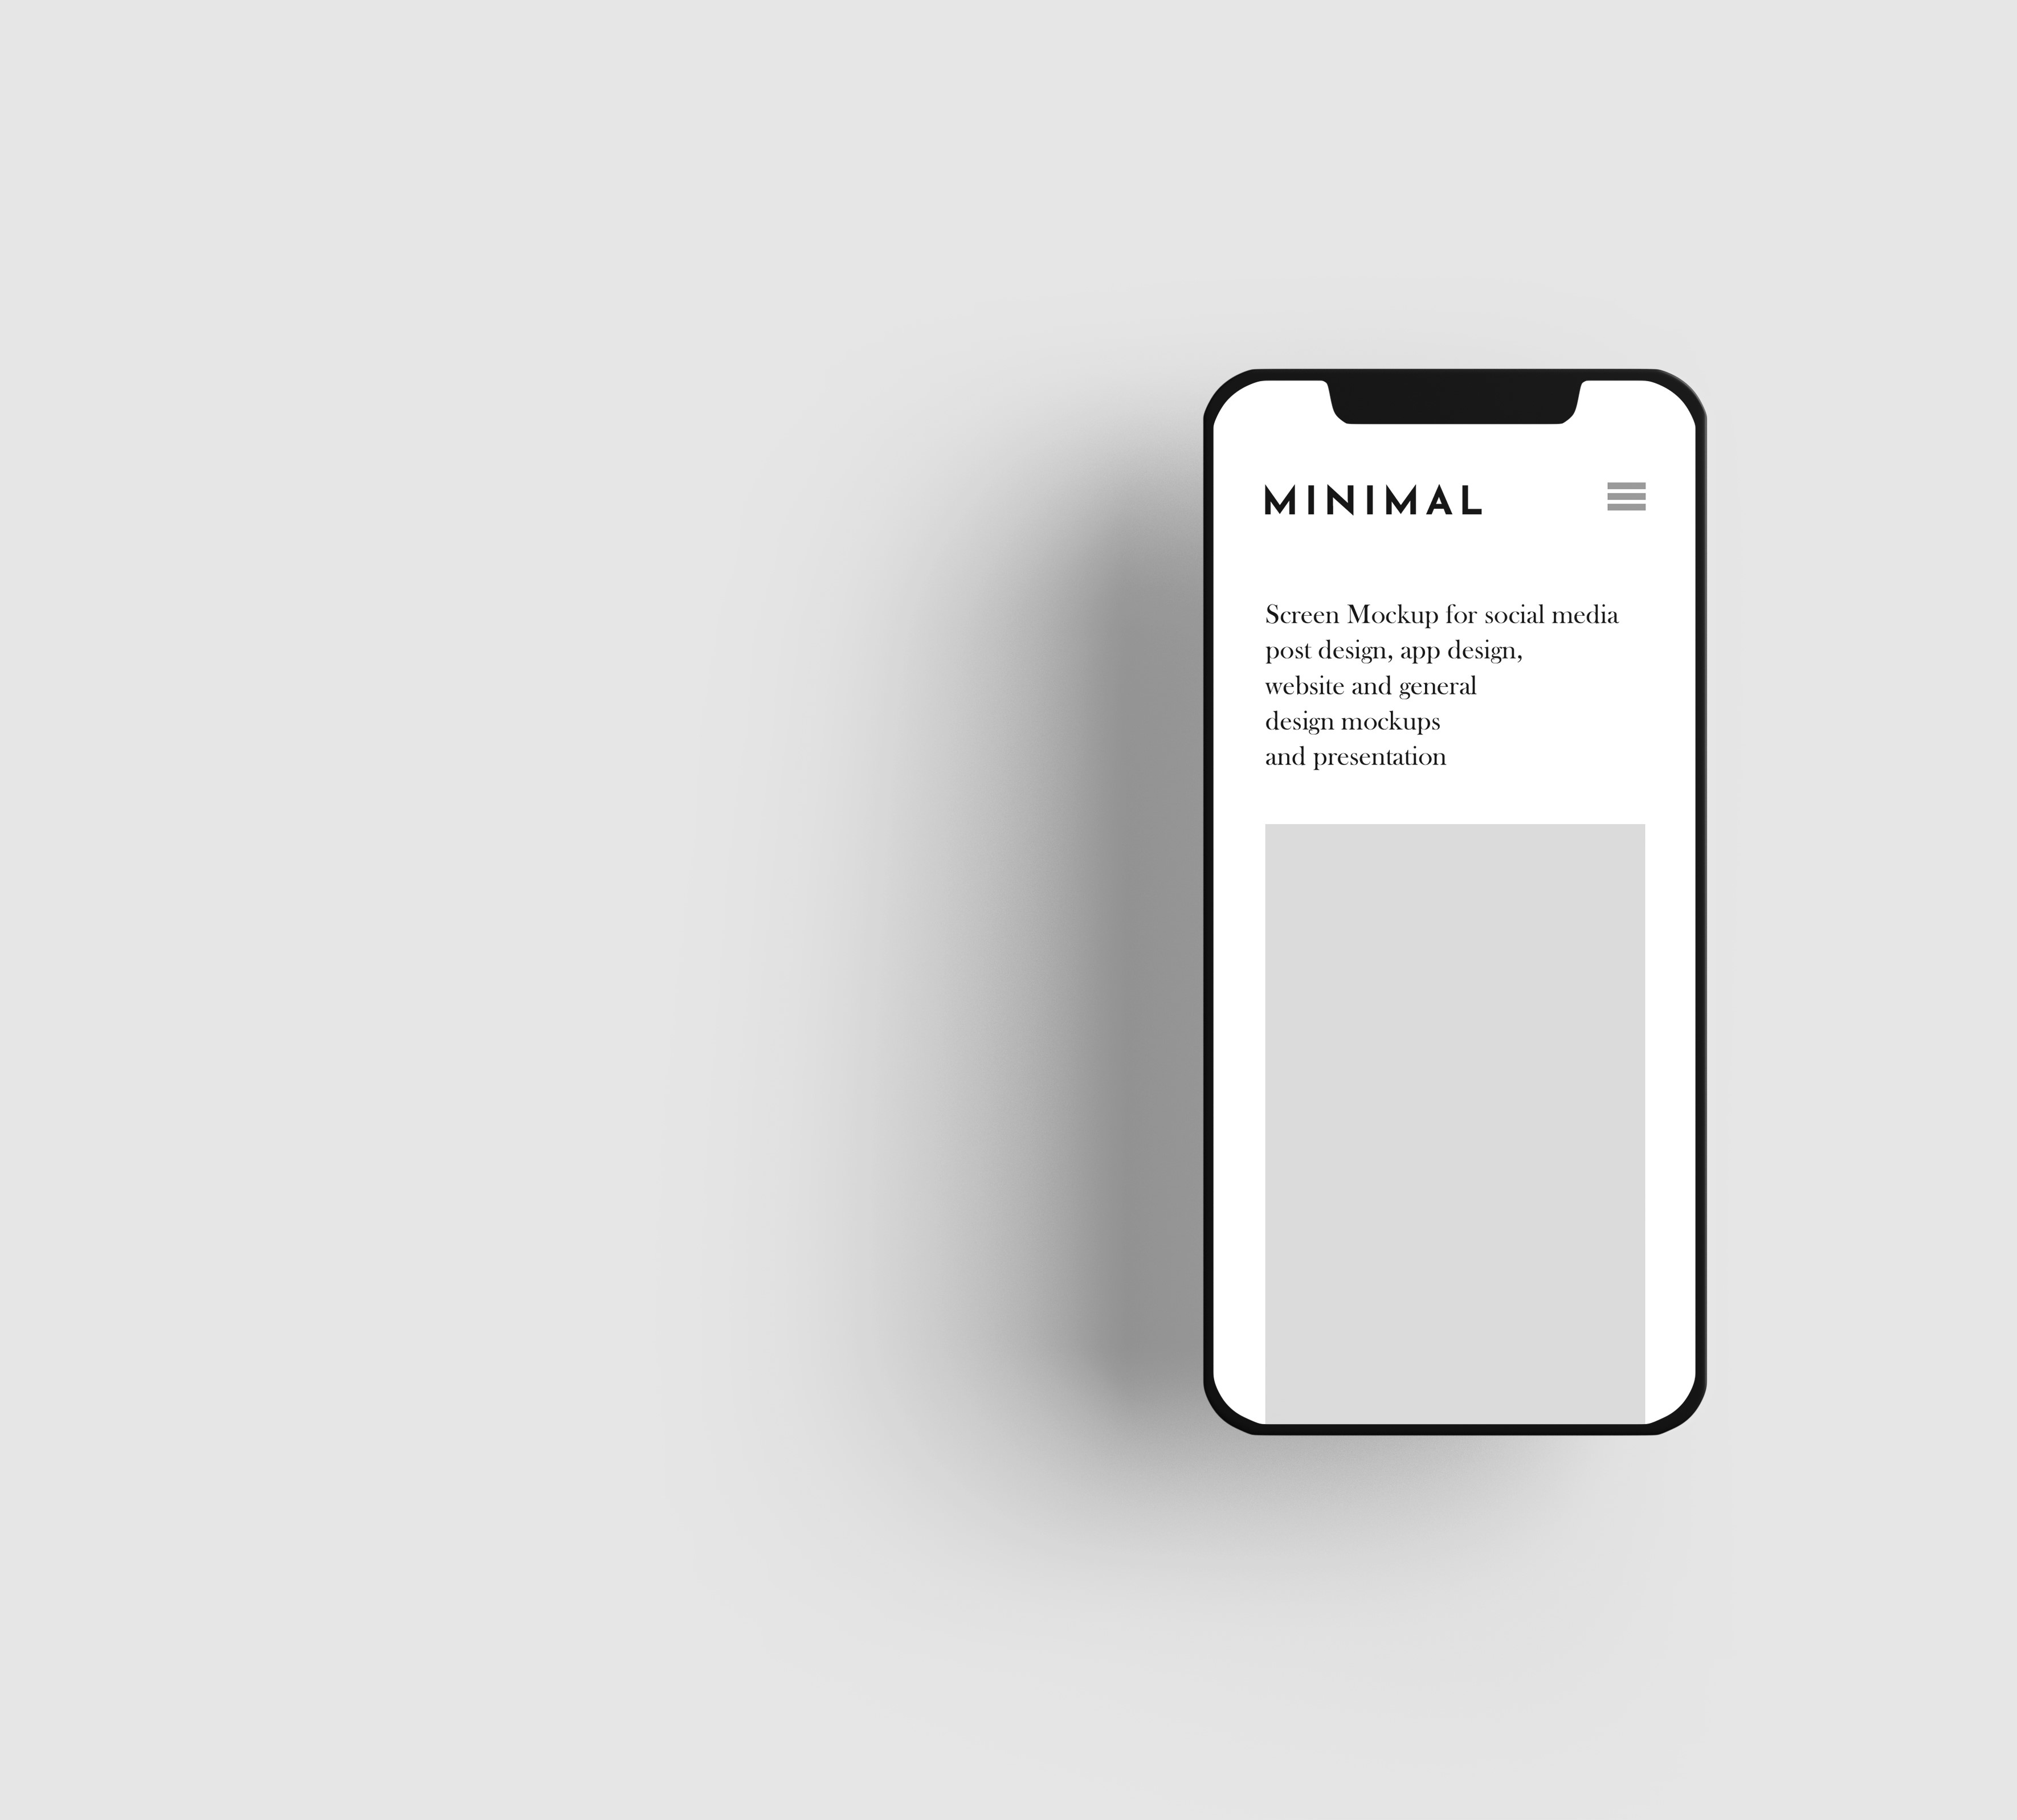 MINIMAL
Screen Mockup for social media
post design, app design,
website and general
design mockups
and presentation